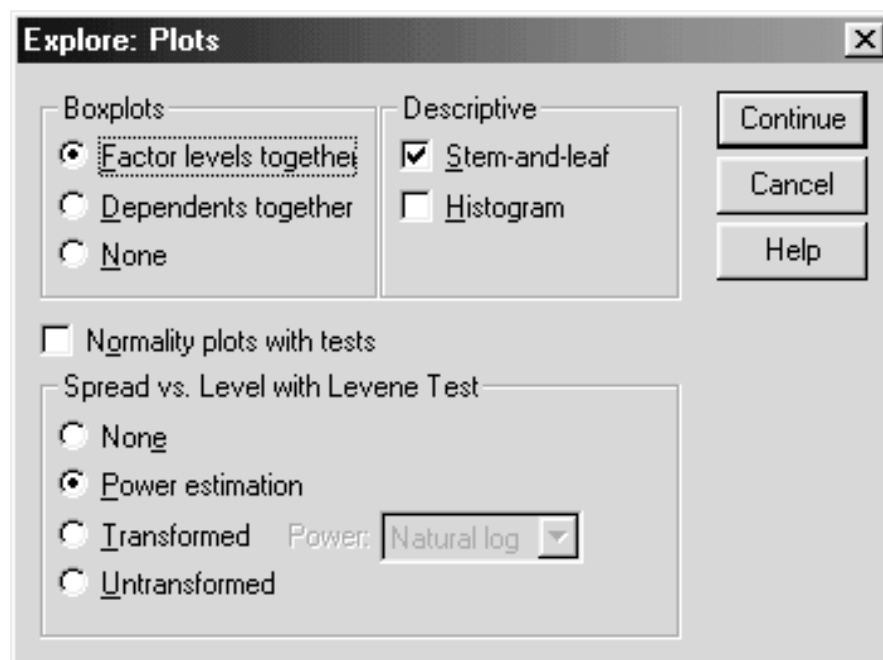 Explore: Plots
Boxplots
Factor levels together
Dependents together
None
Descriptive
Stem-and-leaf
Histogram
Continue
Cancel
Help
Normality plots with tests
Spread vs. Level with Levene Test
None
Power estimation
Transformed Power: Natural log
Untransformed